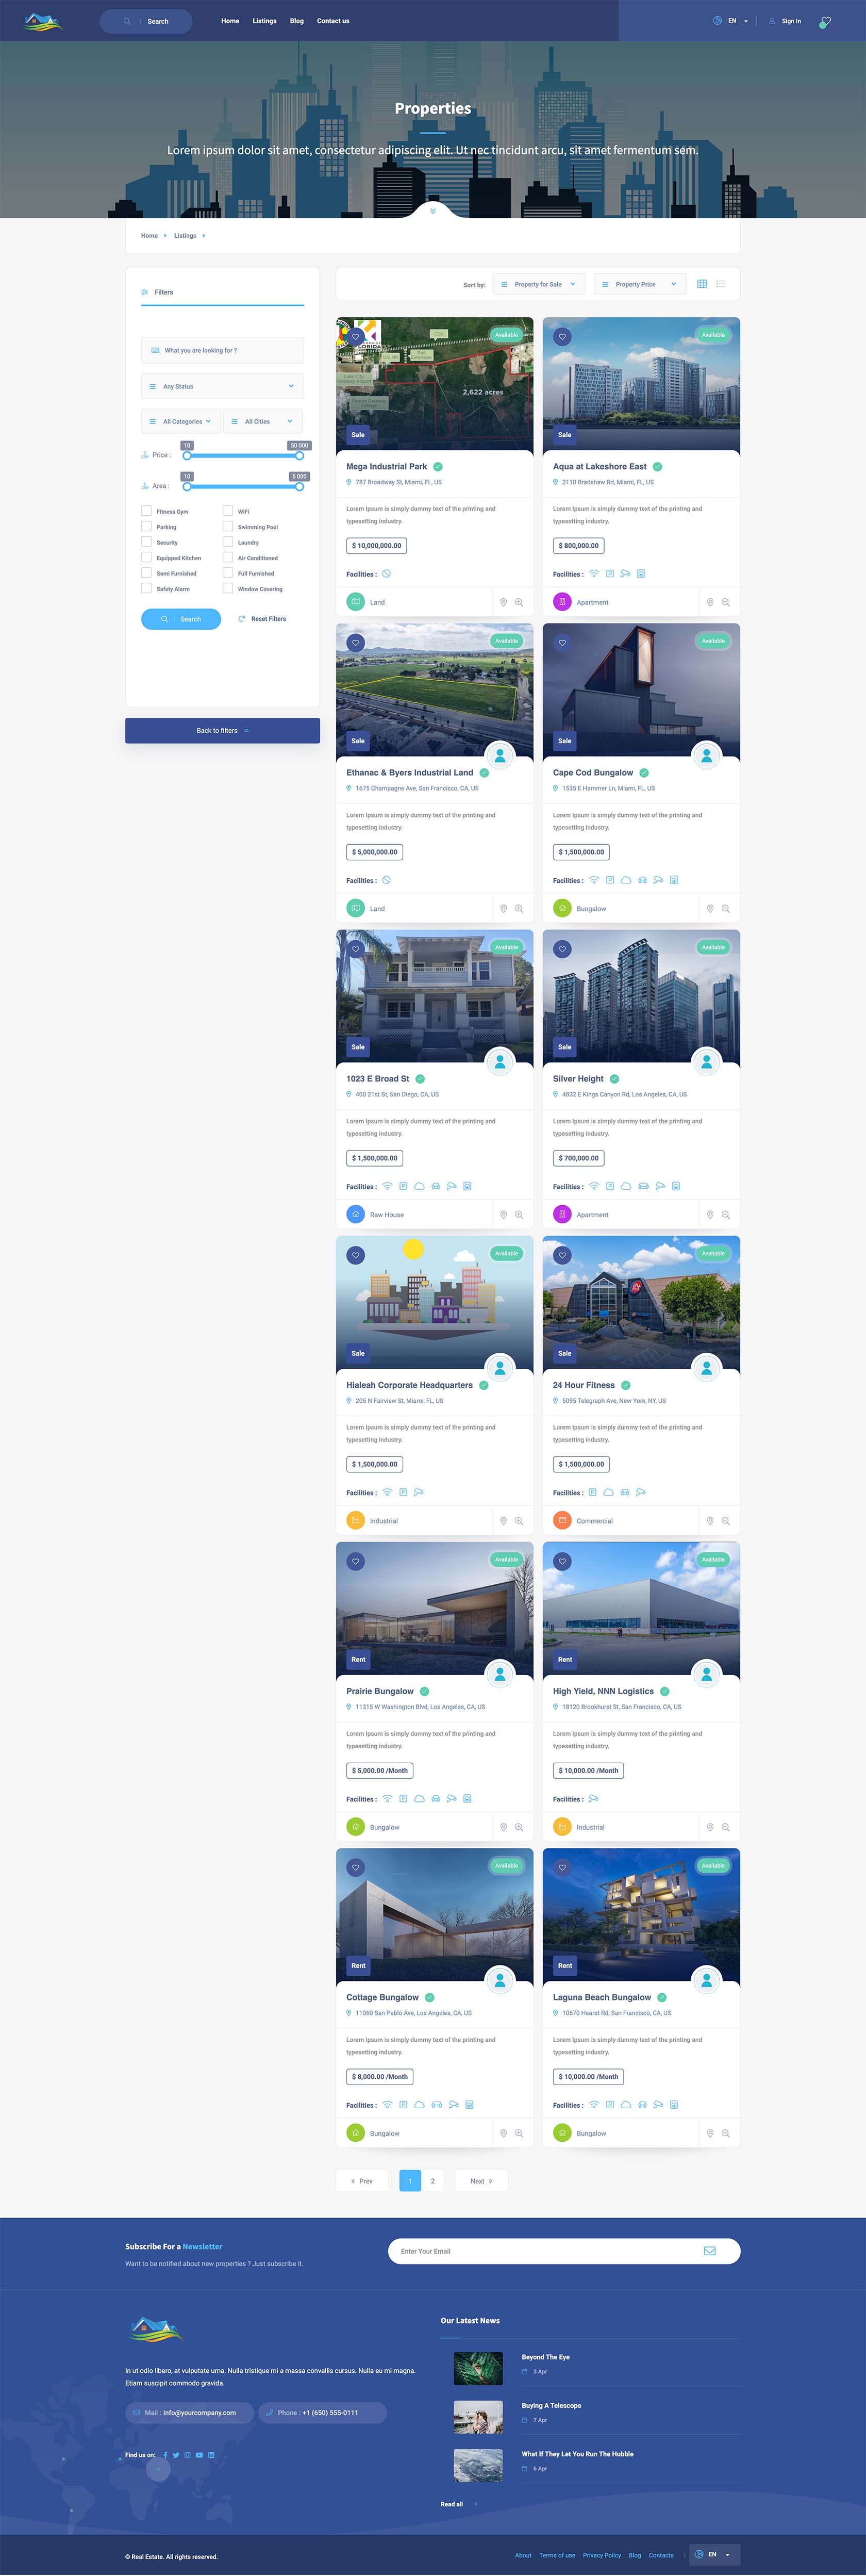 Search
Home Listings Blog Contact us
EN
Sign In
Properties
Lorem ipsum dolor sit amet, consectetur adipiscing elit. Ut nec tincidunt arcu, sit amet fermentum sem.
Home Listings
Filters
What you are looking for ?
Any Status
All Categories All Cities
Price :
10 50 000
Area :
10 5 000
Fitness Gym WiFi
Parking Swimming Pool
Security Laundry
Equipped Kitchen Air Conditioned
Semi Furnished Full Furnished
Safety Alarm Window Covering
Search Reset Filters
Back to filters
Sort by: Property for Sale Property Price
Available
2,622 acres
Sale
Mega Industrial Park
787 Broadway St, Miami, FL, US
Lorem Ipsum is simply dummy text of the printing and
typesetting industry.
$ 10,000,000.00
Facilities :
Land
Available
Sale
Aqua at Lakeshore East
3110 Bradshaw Rd, Miami, FL, US
Lorem Ipsum is simply dummy text of the printing and
typesetting industry.
$ 800,000.00
Facilities :
Apartment
Available
Sale
Ethanac & Byers Industrial Land
1675 Champagne Ave, San Francisco, CA, US
Lorem Ipsum is simply dummy text of the printing and
typesetting industry.
$ 5,000,000.00
Facilities :
Land
Available
Sale
Cape Cod Bungalow
1535 E Hammer Ln, Miami, FL, US
Lorem Ipsum is simply dummy text of the printing and
typesetting industry.
$ 1,500,000.00
Facilities :
Bungalow
Available
Sale
1023 E Broad St
400 21st St, San Diego, CA, US
Lorem Ipsum is simply dummy text of the printing and
typesetting industry.
$ 1,500,000.00
Facilities :
Raw House
Available
Sale
Silver Height
4832 E Kings Canyon Rd, Los Angeles, CA, US
Lorem Ipsum is simply dummy text of the printing and
typesetting industry.
$ 700,000.00
Facilities :
Apartment
Available
Sale
Hialeah Corporate Headquarters
205 N Fairview St, Miami, FL, US
Lorem Ipsum is simply dummy text of the printing and
typesetting industry.
$ 1,500,000.00
Facilities :
Industrial
Available
Sale
24 Hour Fitness
5095 Telegraph Ave, New York, NY, US
Lorem Ipsum is simply dummy text of the printing and
typesetting industry.
$ 1,500,000.00
Facilities :
Commercial
Available
Rent
Prairie Bungalow
11315 W Washington Blvd, Los Angeles, CA, US
Lorem Ipsum is simply dummy text of the printing and
typesetting industry.
$ 5,000.00 /Month
Facilities :
Bungalow
Available
Rent
High Yield, NNN Logistics
18120 Brookhurst St, San Francisco, CA, US
Lorem Ipsum is simply dummy text of the printing and
typesetting industry.
$ 10,000.00 /Month
Facilities :
Industrial
Available
Rent
Cottage Bungalow
11060 San Pablo Ave, Los Angeles, CA, US
Lorem Ipsum is simply dummy text of the printing and
typesetting industry.
$ 8,000.00 /Month
Facilities :
Bungalow
Available
Rent
Laguna Beach Bungalow
10670 Hearst Rd, San Francisco, CA, US
Lorem Ipsum is simply dummy text of the printing and
typesetting industry.
$ 10,000.00 /Month
Facilities :
Bungalow
Prev 1 2 Next
Subscribe For a Newsletter
Want to be notified about new properties ? Just subscribe it.
Enter Your Email
In ut odio libero, at vulputate urna. Nulla tristique mi a massa convallis cursus. Nulla eu mi magna.
Etiam suscipit commodo gravida.
Mail : info@yourcompany.com
Phone : +1 (650) 555-0111
Find us on:
Our Latest News
Beyond The Eye
3 Apr
Buying A Telescope
7 Apr
What If They Let You Run The Hubble
6 Apr
Read all
© Real Estate. All rights reserved.
About Terms of use Privacy Policy Blog Contacts
EN